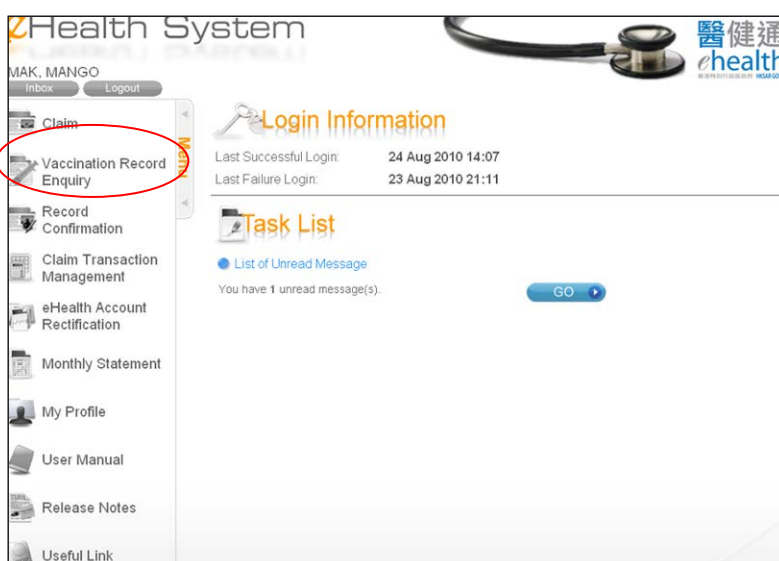 eHealth System
醫健通
ehealth
MAK, MANGO
Inbox
Logout
Menu
Claim
Vaccination Record
Enquiry
Record
Confirmation
Claim Transaction
Management
eHealth Account
Rectification
Monthly Statement
My Profile
User Manual
Release Notes
Useful Link
Login Information
Last Successful Login: 24 Aug 2010 14:07
Last Failure Login: 23 Aug 2010 21:11
Task List
List of Unread Message
You have 1 unread message(s).
GO